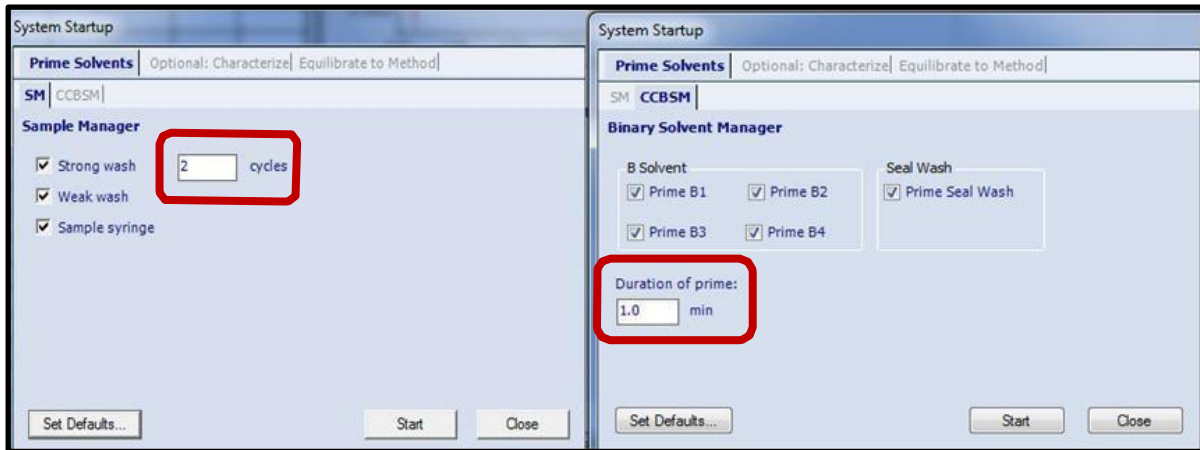 System Startup
Prime Solvents Optional: Characterize Equilibrate to Method
SM CCBSM
Sample Manager
Strong wash 2 cycles
Weak wash
Sample syringe
Set Defaults... Start Close
System Startup
Prime Solvents Optional: Characterize Equilibrate to Method
SM CCBSM
Binary Solvent Manager
B Solvent Seal Wash
Prime B1 Prime B2 Prime Seal Wash
Prime B3 Prime B4
Duration of prime:
1.0 min
Set Defaults... Start Close